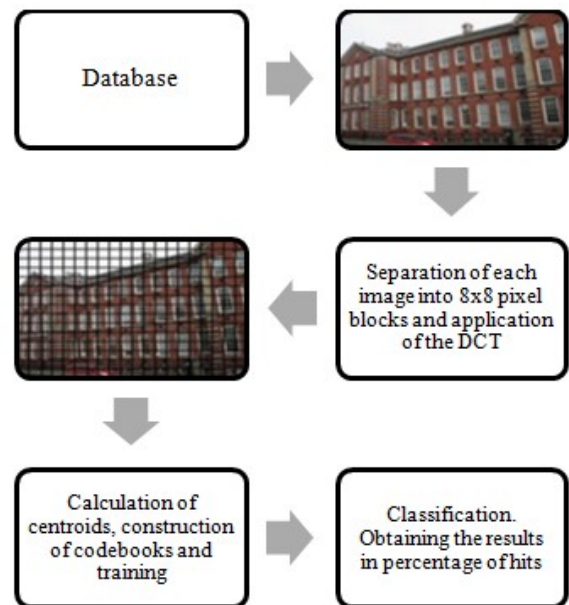 Database
Separation of each
image into 8x8 pixel
blocks and application
of the DCT
Calculation of
centroids, construction
of codebooks and
training
Classification.
Obtaining the results
in percentage of hits